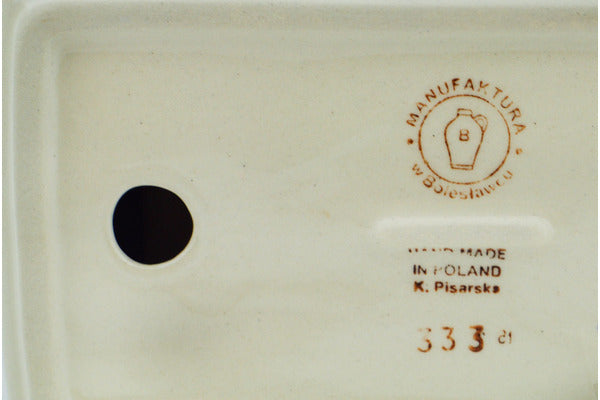 MANUFAKTURA
B
w Bolesławcu
HAND MADE
IN POLAND
K. Pisarska
333